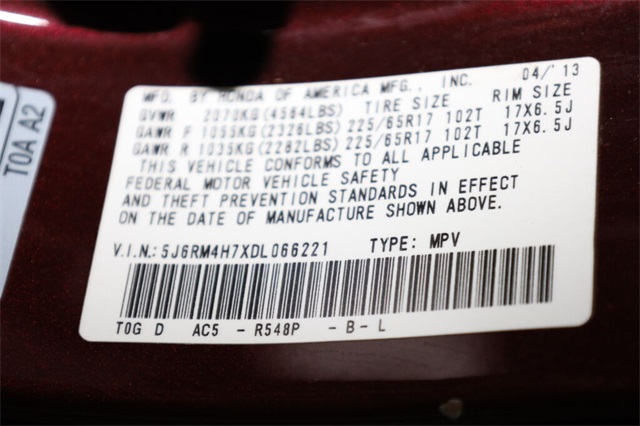 04/'13
MFD. BY HONDA OF AMERICA MFG., INC.
GVWR 2070KG(4564LBS) TIRE SIZE RIM SIZE
GAWR F 1055KG(2326LBS) 225/65R17 102T 17X6.5J
GAWR R 1035KG(2282LBS) 225/65R17 102T 17X6.5J
THIS VEHICLE CONFORMS TO ALL APPLICABLE
FEDERAL MOTOR VEHICLE SAFETY
AND THEFT PREVENTION STANDARDS IN EFFECT
ON THE DATE OF MANUFACTURE SHOWN ABOVE.
V.I.N.: 5J6RM4H7XDL066221 TYPE: MPV
T0G D AC5 - R548P - B - L
TOA A2